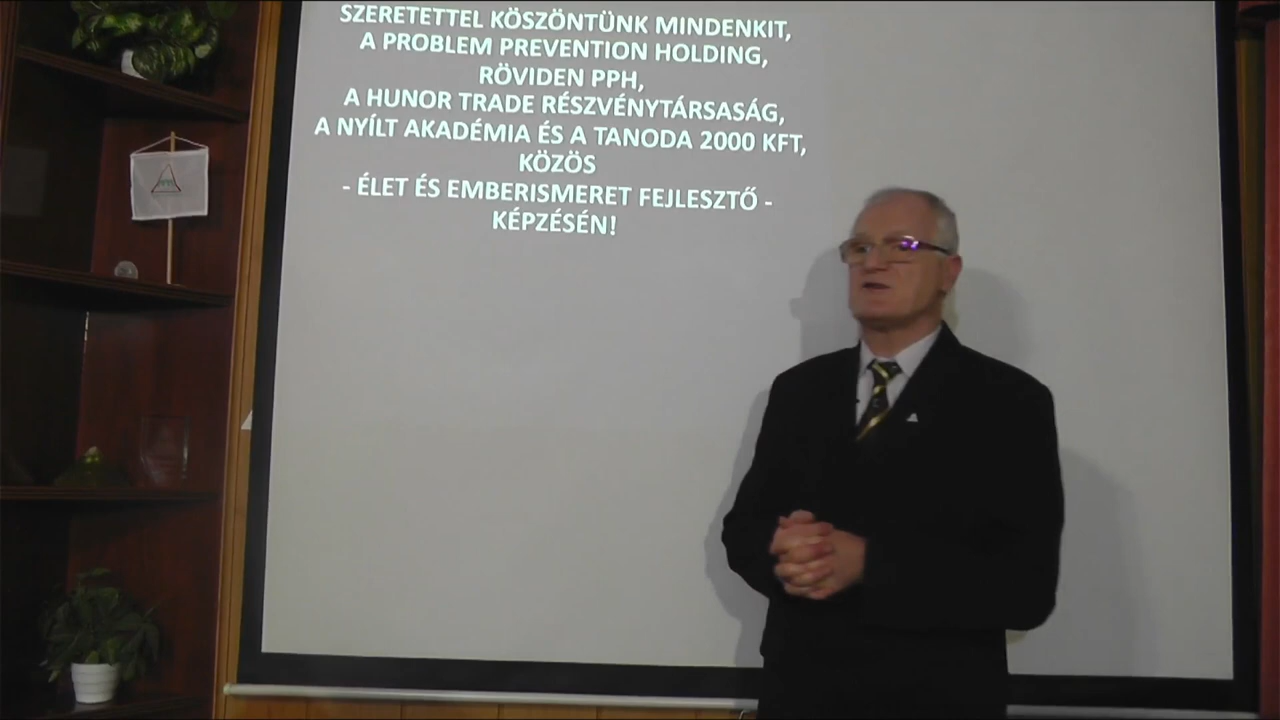 SZERETETTEL KÖSZÖNTÜNK MINDENKIT,
A PROBLEM PREVENTION HOLDING,
RÖVIDEN PPH,
A HUNOR TRADE RÉSZVÉNYTÁRSASÁG,
A NYÍLT AKADÉMIA ÉS A TANODA 2000 KFT,
KÖZÖS
- ÉLET ÉS EMBERISMERET FEJLESZTŐ -
KÉPZÉSÉN!